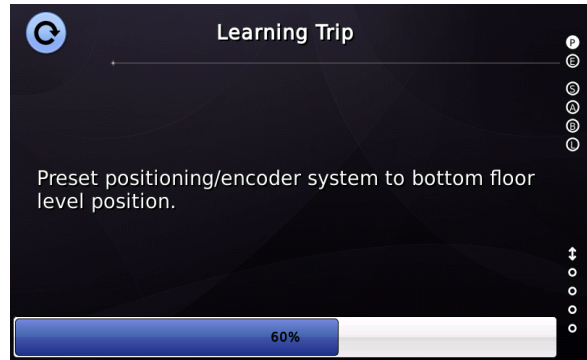 Learning Trip
P
E
S
A
B
L
Preset positioning/encoder system to bottom floor
level position.
60%